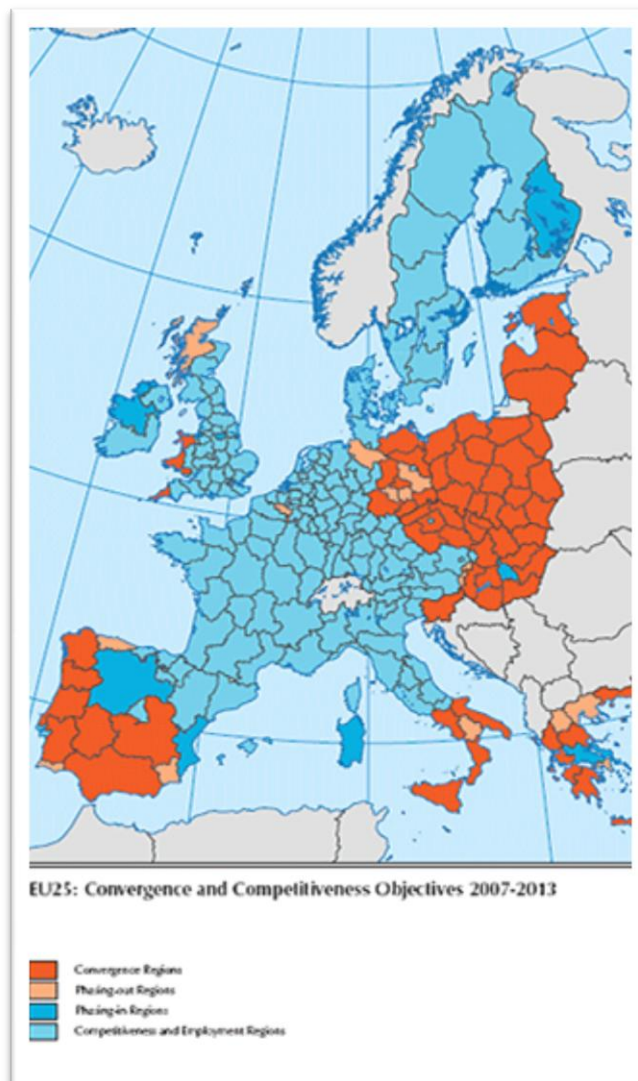 EU25: Convergence and Competitiveness Objectives 2007-2013
Convergence Regions
Phasing-out Regions
Phasing-in Regions
Competitiveness and Employment Regions